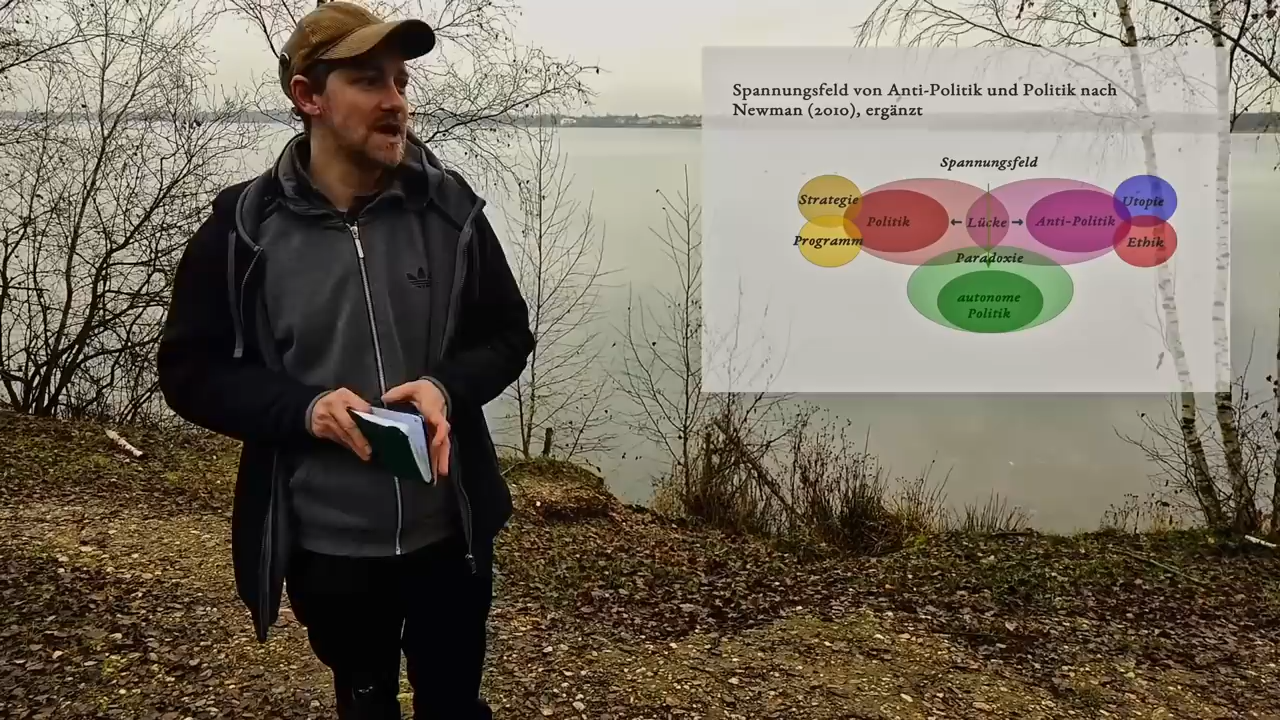 Spannungsfeld von Anti-Politik und Politik nach
Newman (2010), ergänzt
Spannungsfeld
Strategie
Politik
←Lücke→
Anti-Politik
Utopie
Programm
Ethik
Paradoxie
autonome
Politik